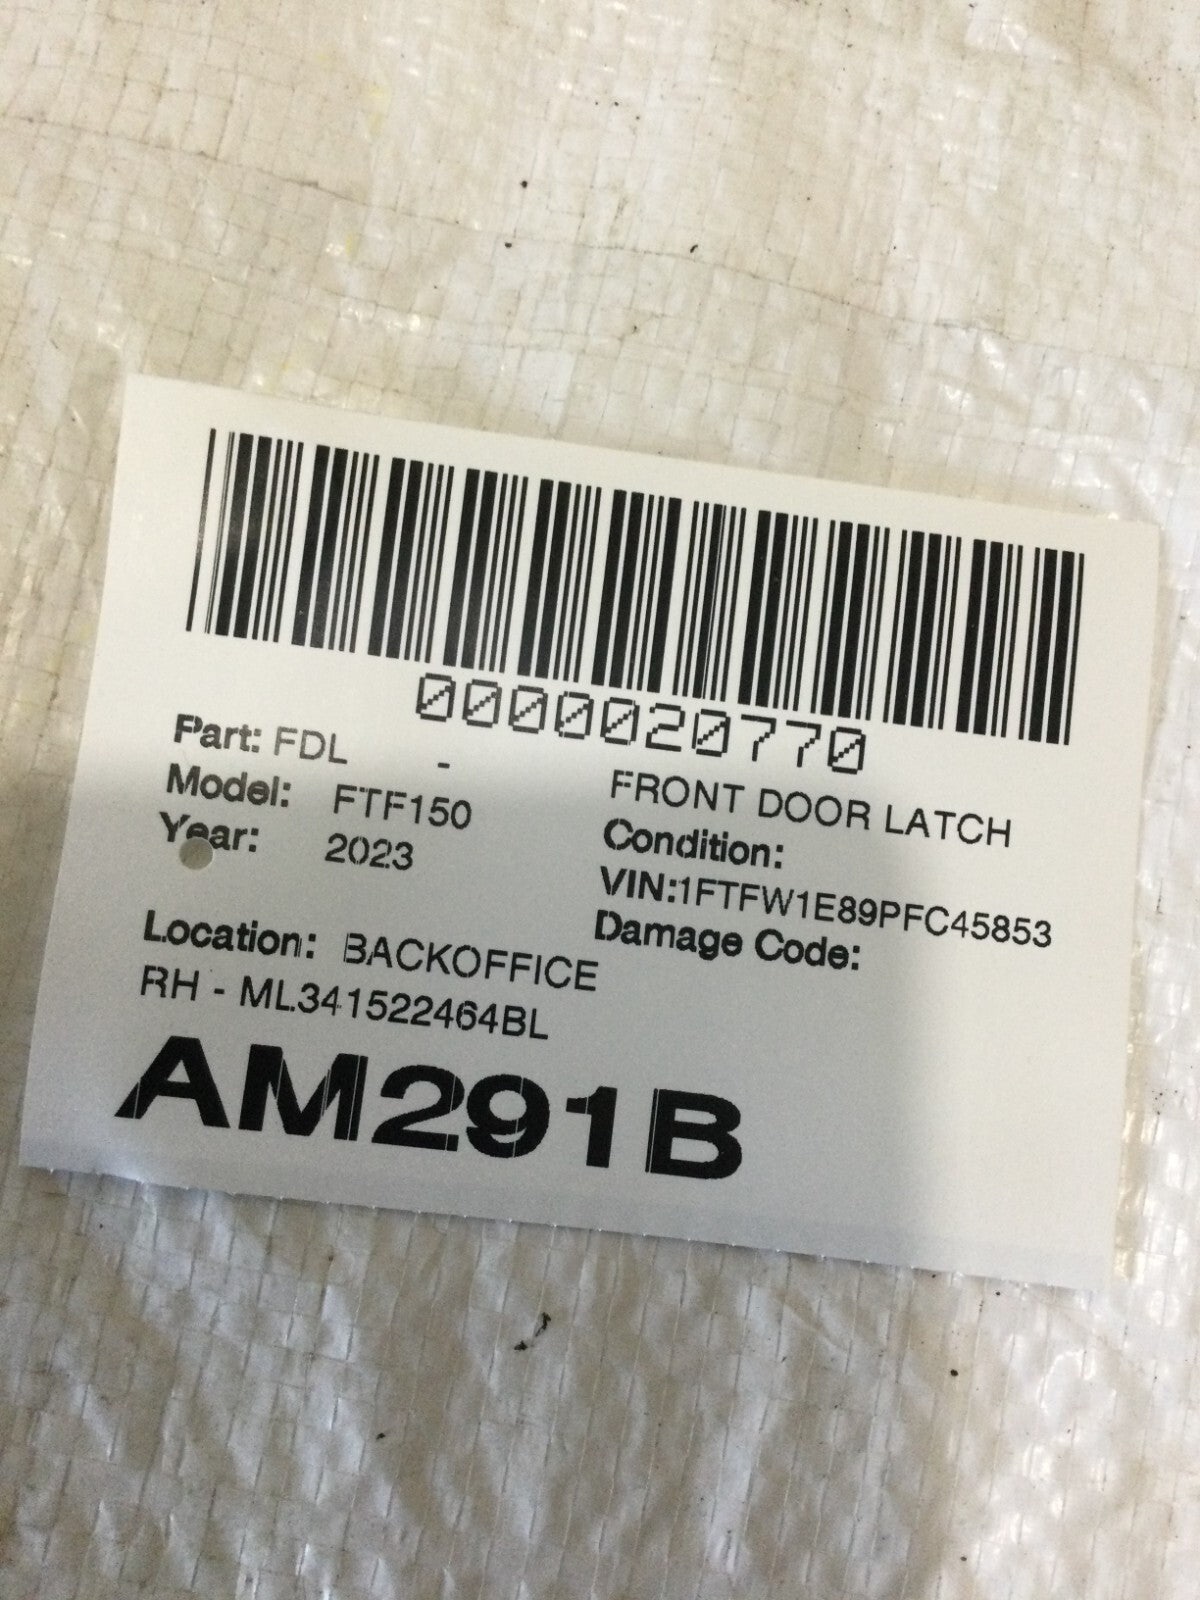 0000020770
Part: FDL -
FRONT DOOR LATCH
Model: FTF150
Condition:
Year: 2023
VIN:1FTFW1E89PFC45853
Damage Code:
Location: BACKOFFICE
RH - ML341522464BL
AM291B